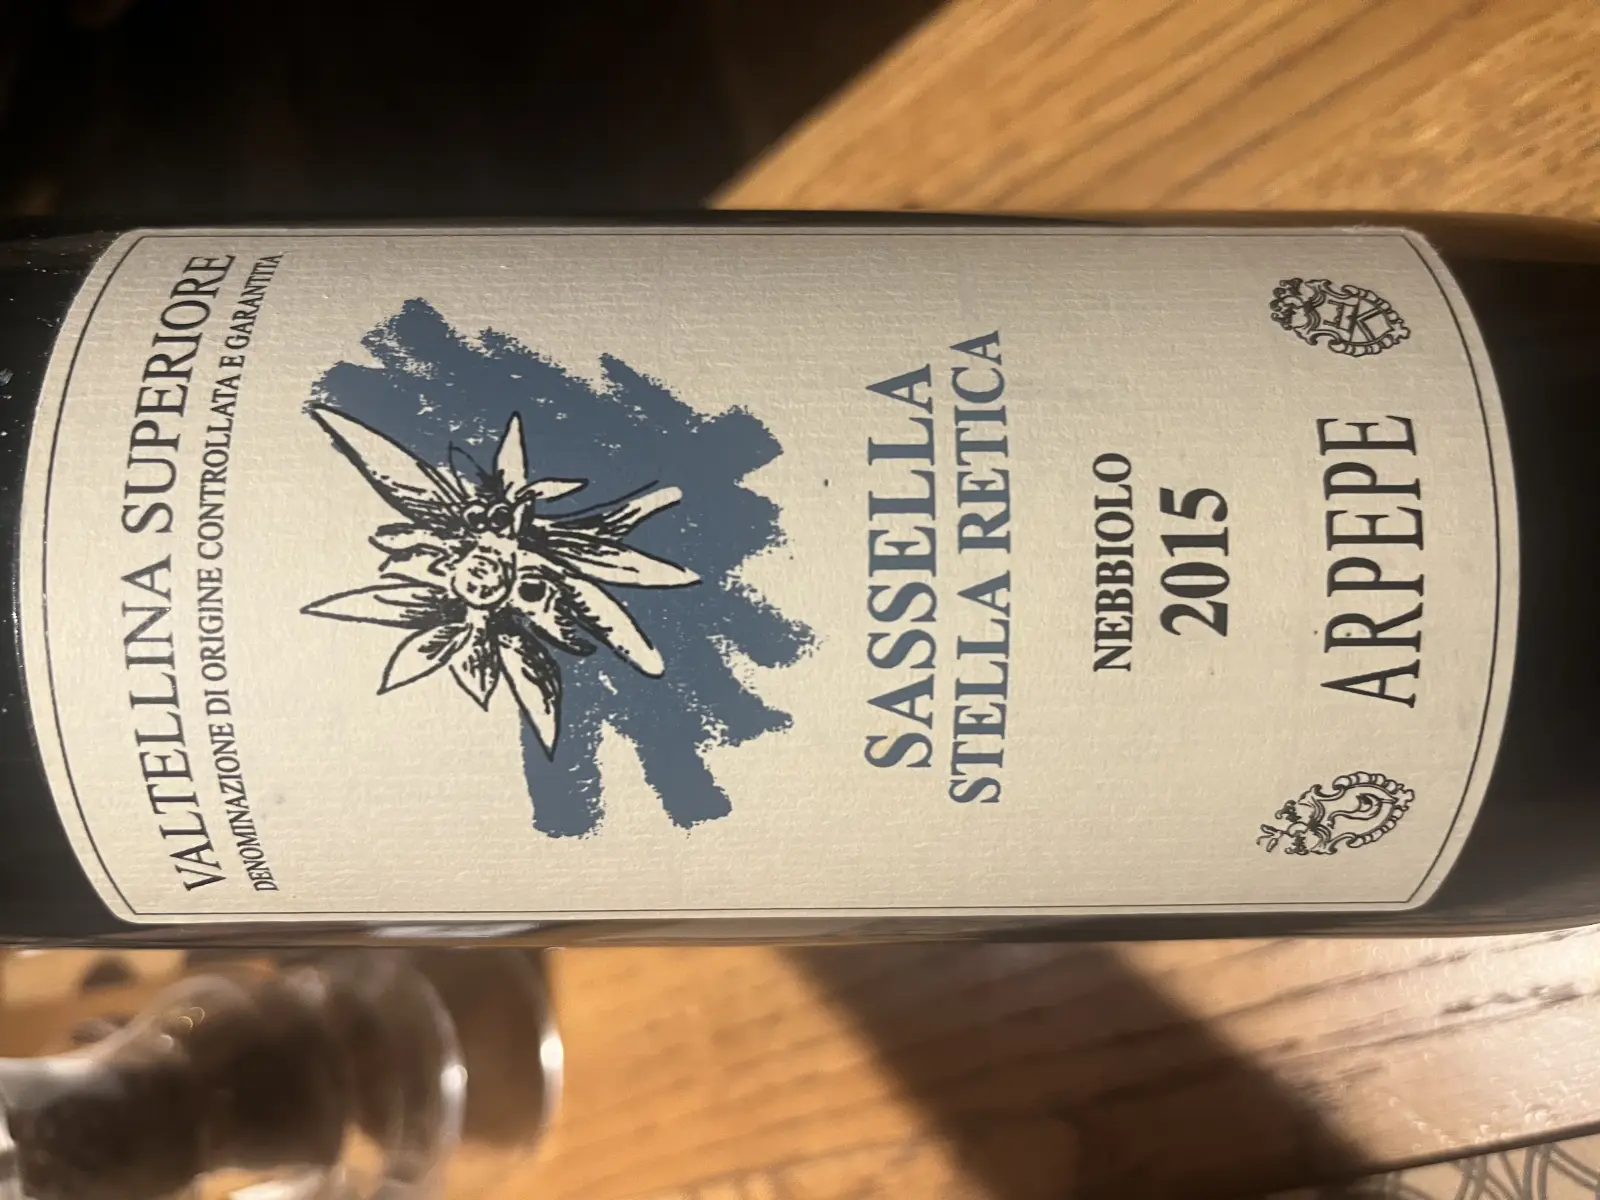 VALTELLINA SUPERIORE
DENOMINAZIONE DI ORIGINE CONTROLLATA E GARANTITA
SASSELLA
STELLA RETICA
NEBBIOLO
2015
ARPEPE